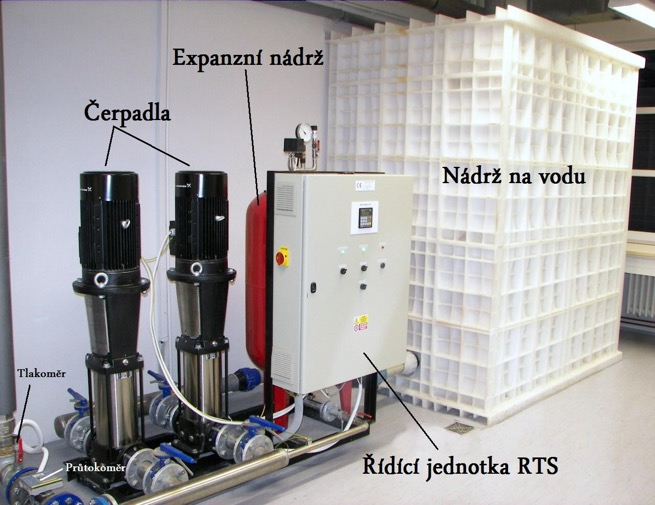 Expanzní nádrž
Čerpadla
Nádrž na vodu
Tlakoměr
Průtokoměr
Řídící jednotka RTS